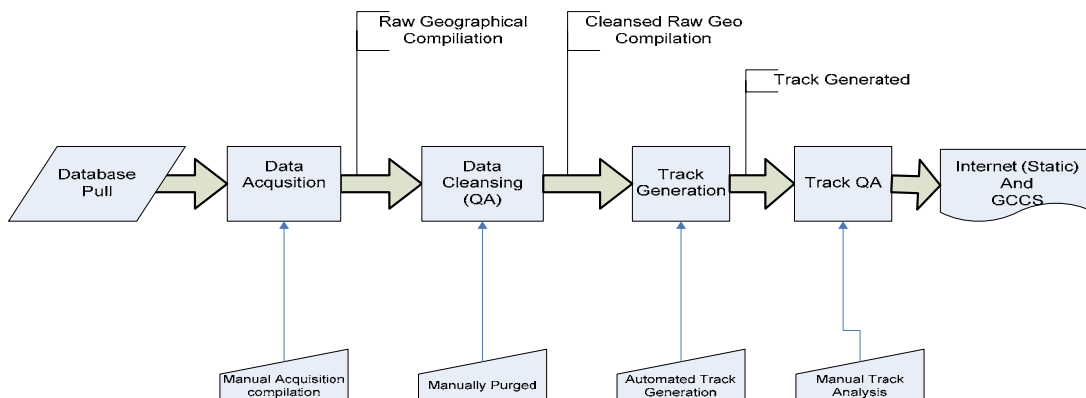 Raw Geographical
Compiliation
Cleansed Raw Geo
Compilation
Track Generated
Database
Pull
Data
Acqusition
Data
Cleansing
(QA)
Track
Generation
Track QA
Internet (Static)
And
GCCS
Manual Acquisition
compilation
Manually Purged
Automated Track
Generation
Manual Track
Analysis